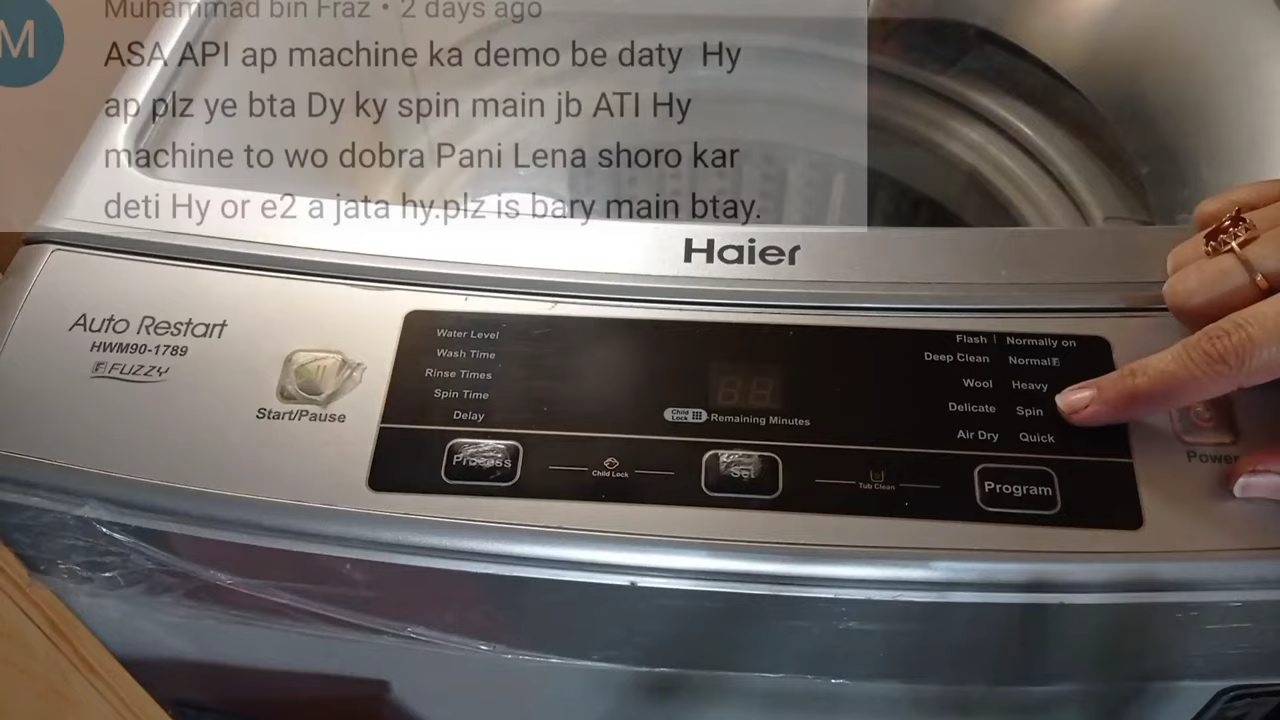 Muhammad bin Fraz • 2 days ago
M
ASA API ap machine ka demo be daty Hy
ap plz ye bta Dy ky spin main jb ATI Hy
machine to wo dobra Pani Lena shoro kar
deti Hy or e2 a jata hy.plz is bary main btay.
Haier
Auto Restart
HWM90-1789
F FUZZY
Start/Pause
Water Level
Wash Time
Rinse Times
Spin Time
Delay
88
Child Lock Remaining Minutes
Flash | Normally on
Deep Clean Normal F
Wool Heavy
Delicate Spin
Air Dry Quick
Process
Child Lock
Set
Tub Clean
Program
Power